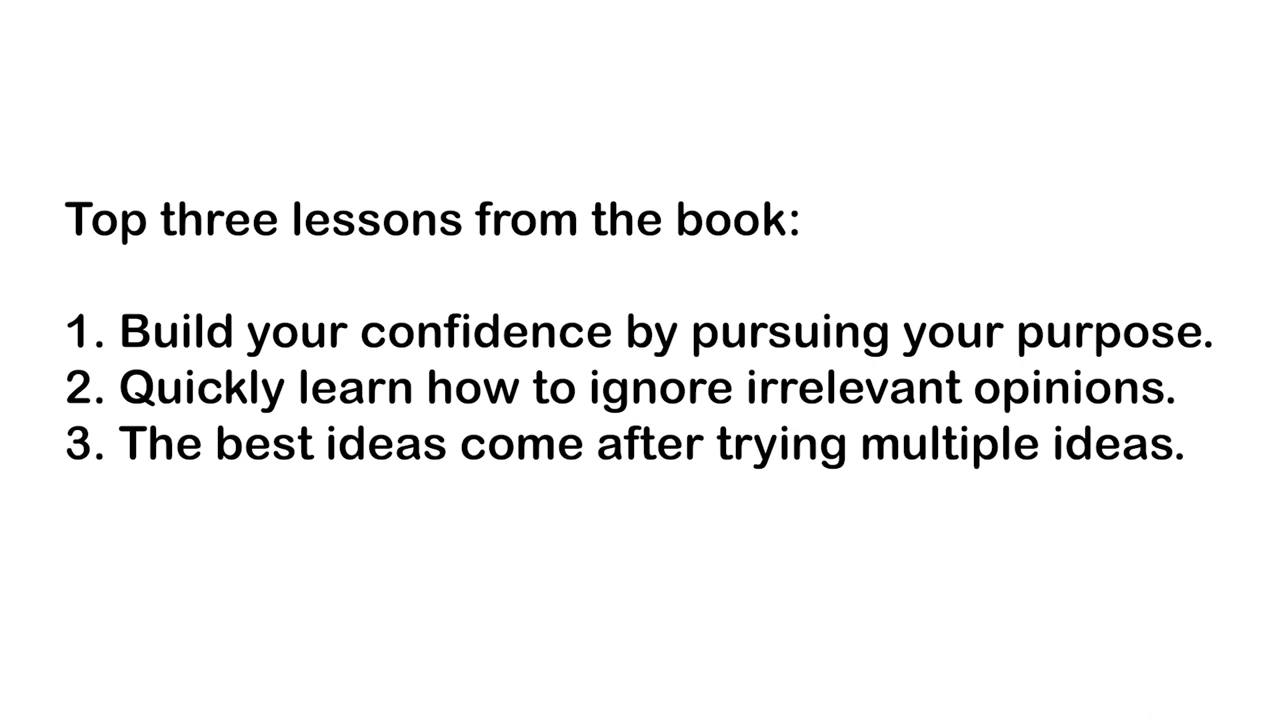 Top three lessons from the book:
1. Build your confidence by pursuing your purpose.
2. Quickly learn how to ignore irrelevant opinions.
3. The best ideas come after trying multiple ideas.